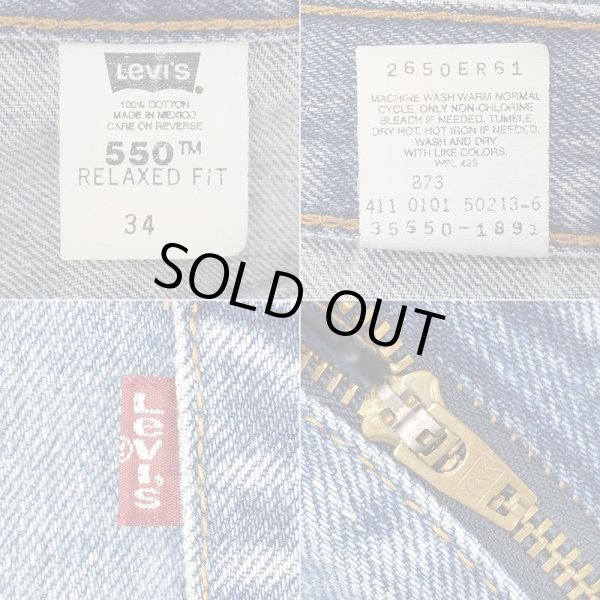 LEVI'S
100% COTTON
MADE IN MEXICO
CARE ON REVERSE
550™
RELAXED FIT
34
2650ER61
MACHINE WASH WARM NORMAL
CYCLE. ONLY NON-CHLORINE
BLEACH IF NEEDED. TUMBLE
DRY HOT. HOT IRON IF NEEDED.
WASH AND DRY
WITH LIKE COLORS.
WPL 423
873
411 0101 50213-6
35550-1891
SOLD OUT
LEVI'S
®
YKK